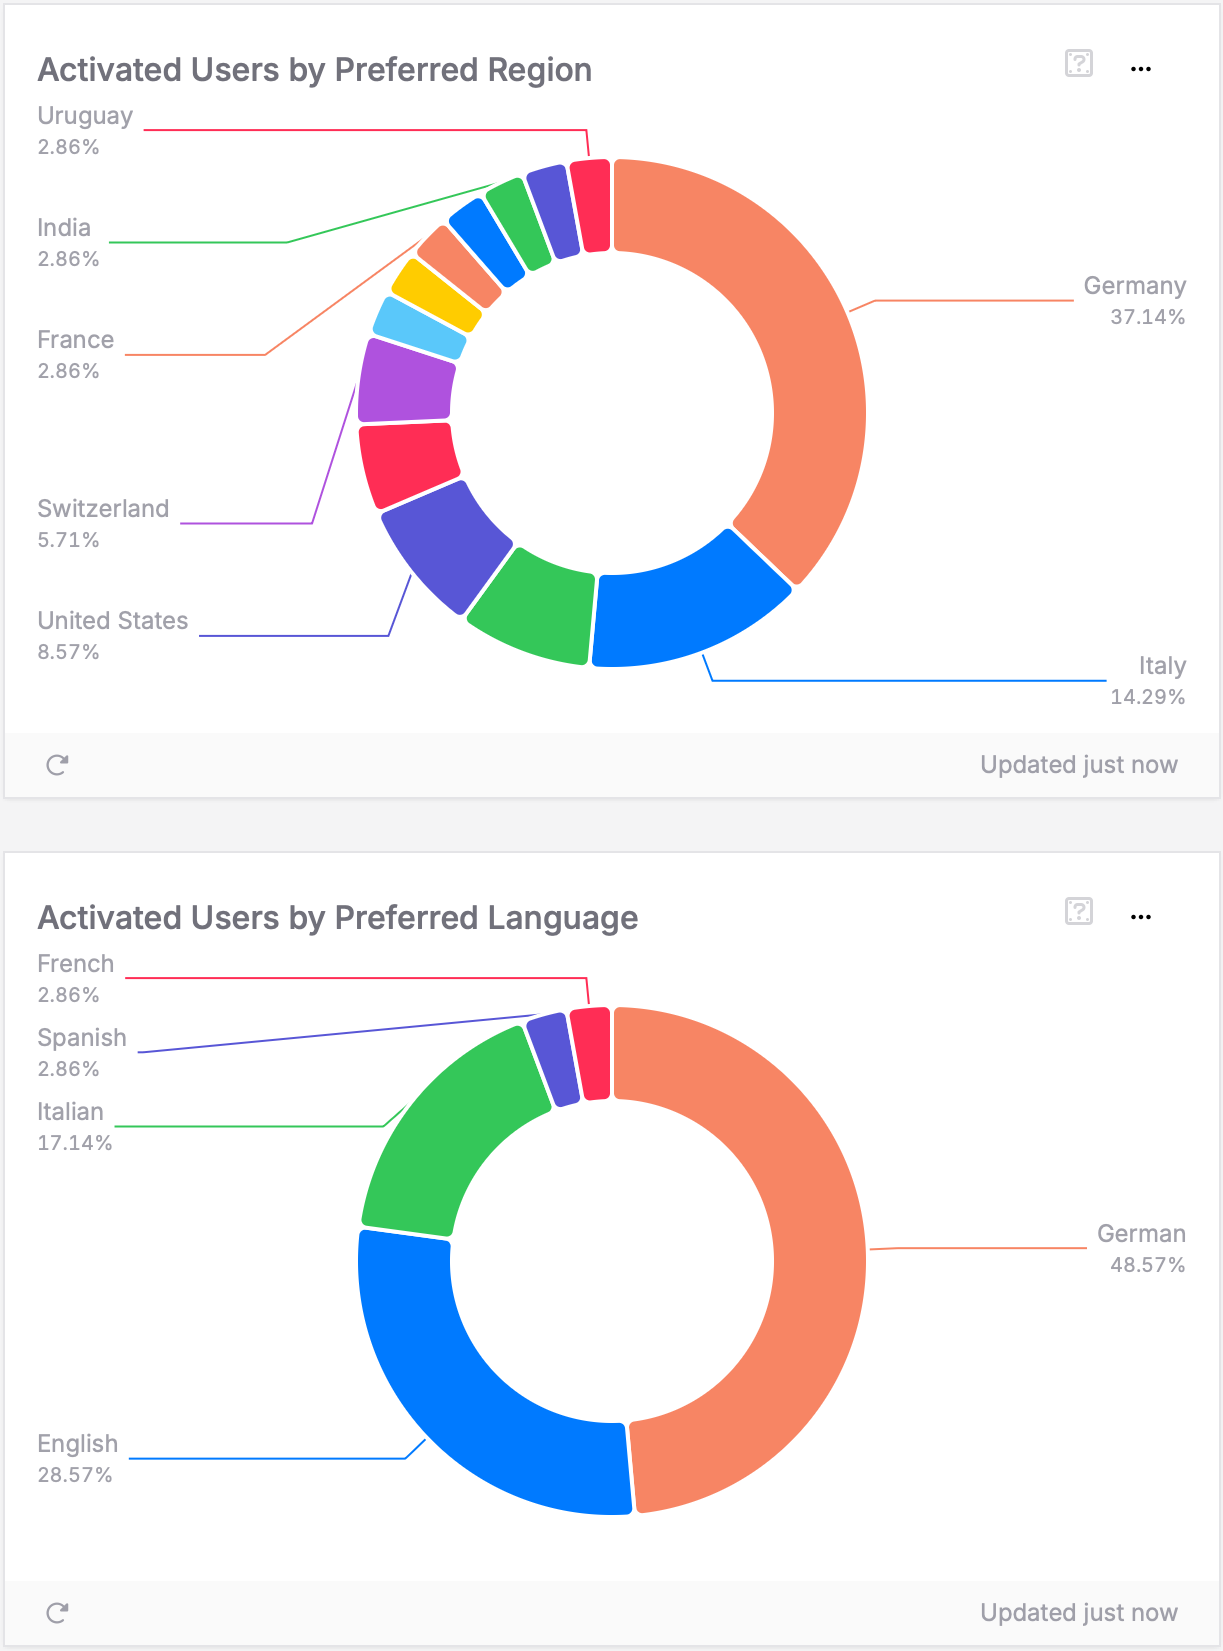 Activated Users by Preferred Region
Uruguay
2.86%
India
2.86%
Germany
37.14%
France
2.86%
Switzerland
5.71%
United States
8.57%
Italy
14.29%
Updated just now
Activated Users by Preferred Language
French
2.86%
Spanish
2.86%
Italian
17.14%
German
48.57%
English
28.57%
Updated just now